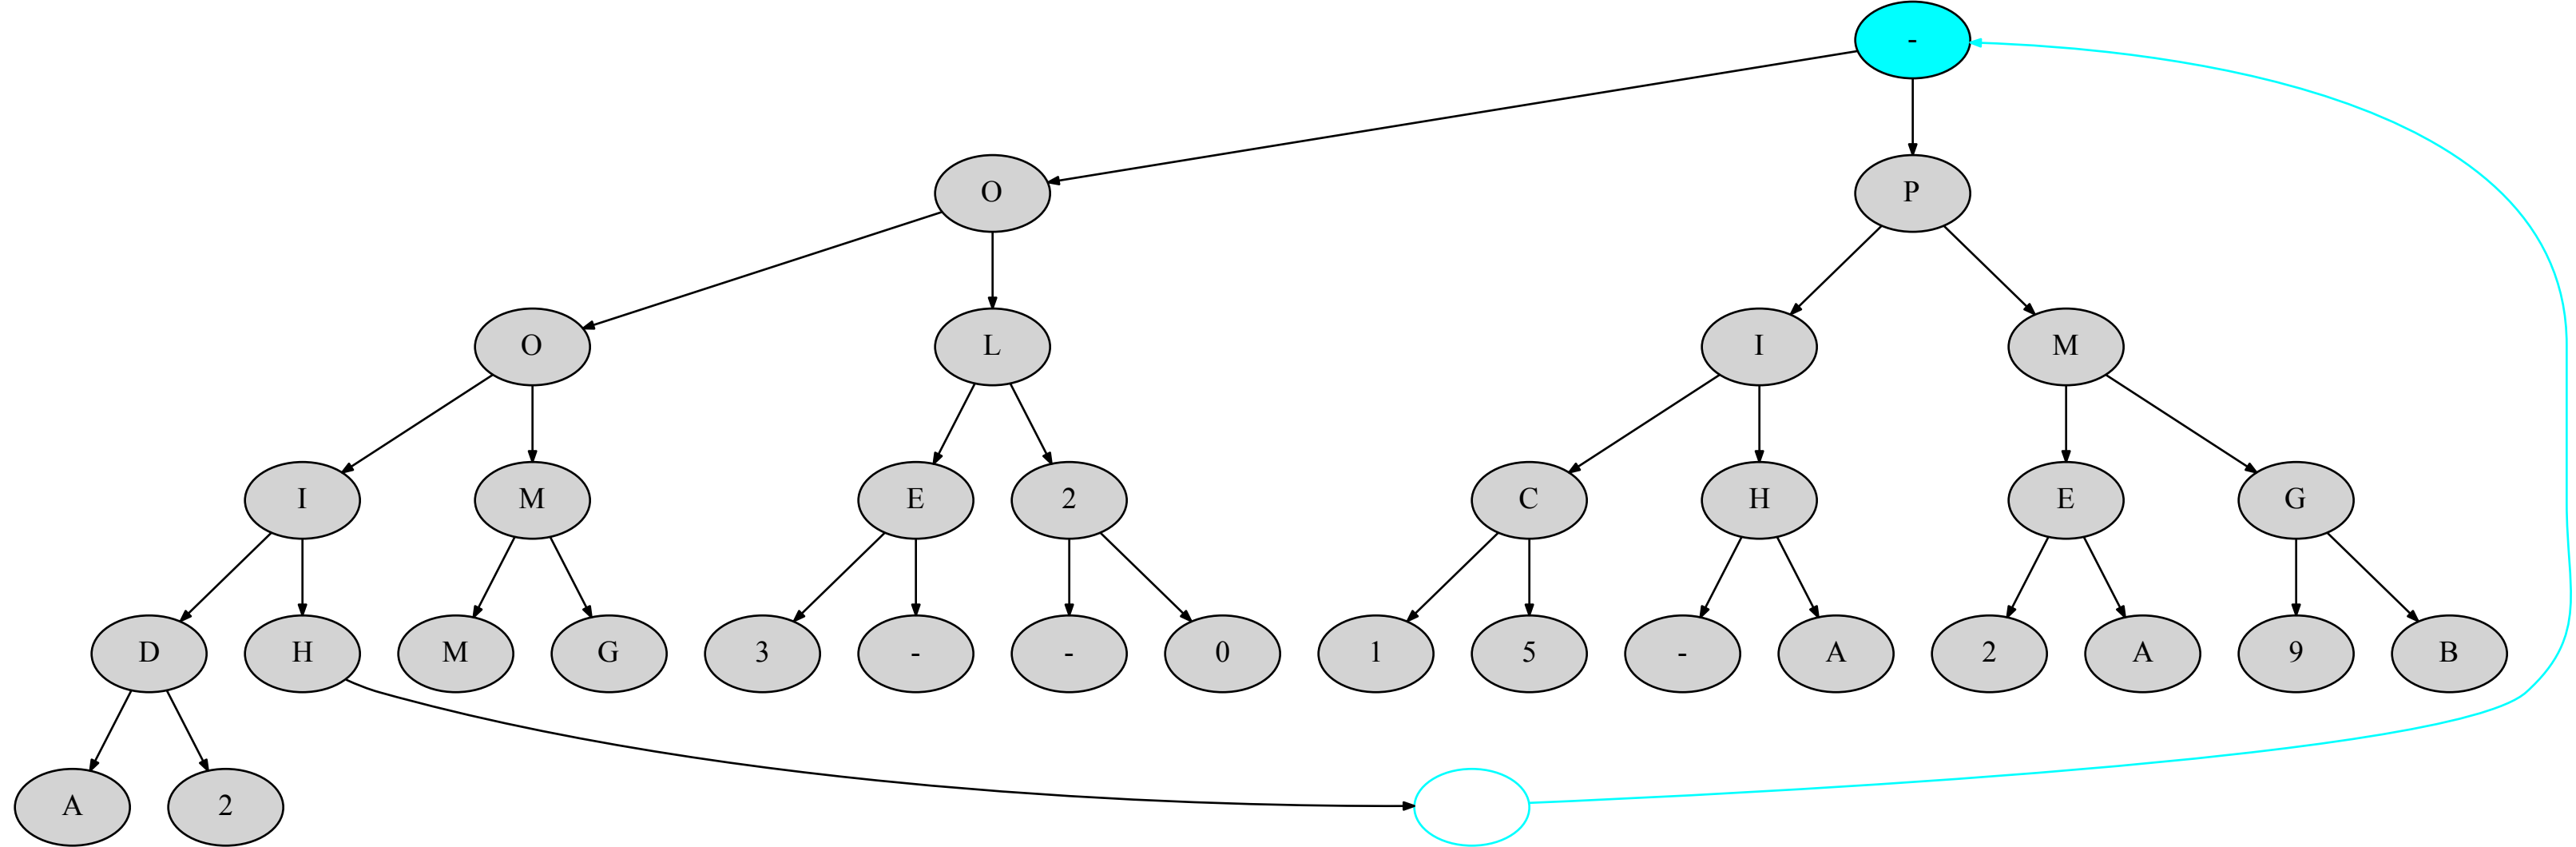 -
O P
O L I M
I M E 2 C H E G
D H M G 3 - - 0 1 5 - A 2 A 9 B
A 2